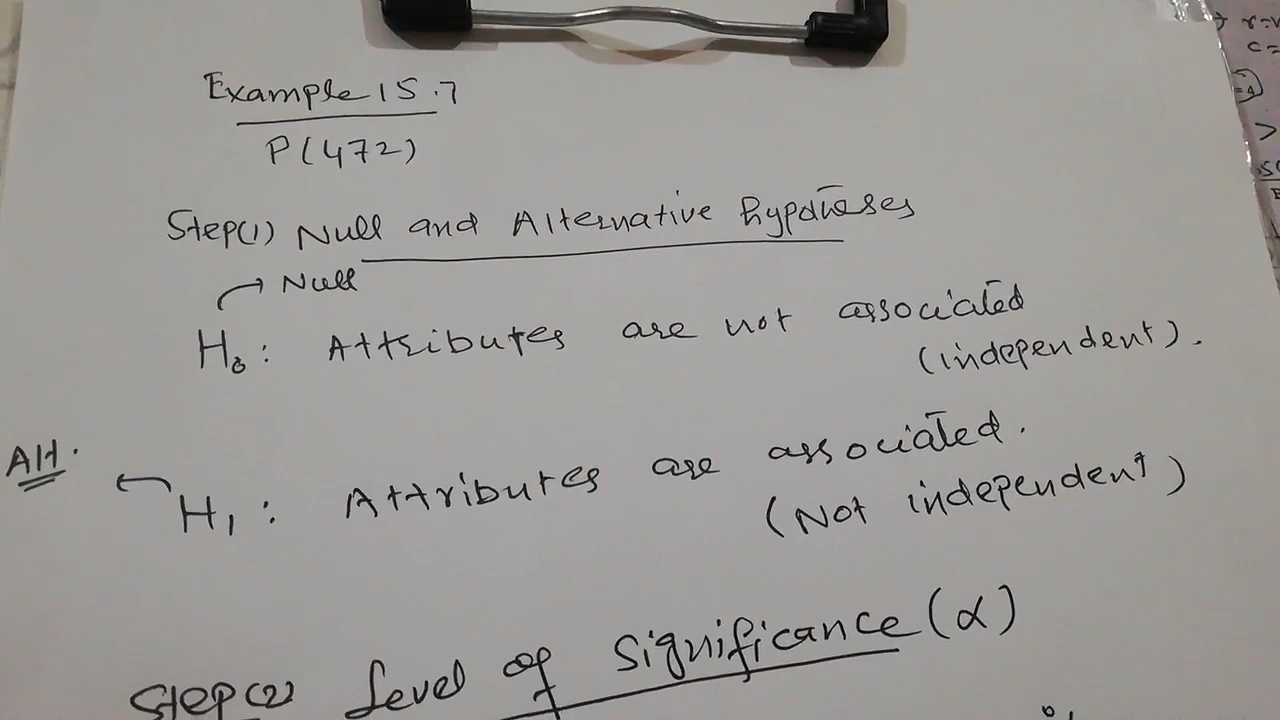 Example 15.7
P(472)
Step(1) Null and Alternative Hypotheses
→ Null
H₀: Attributes are not associated
(independent).
AH.
H₁: Attributes are associated.
(Not independent)
Step(2) Level of Significance (α)